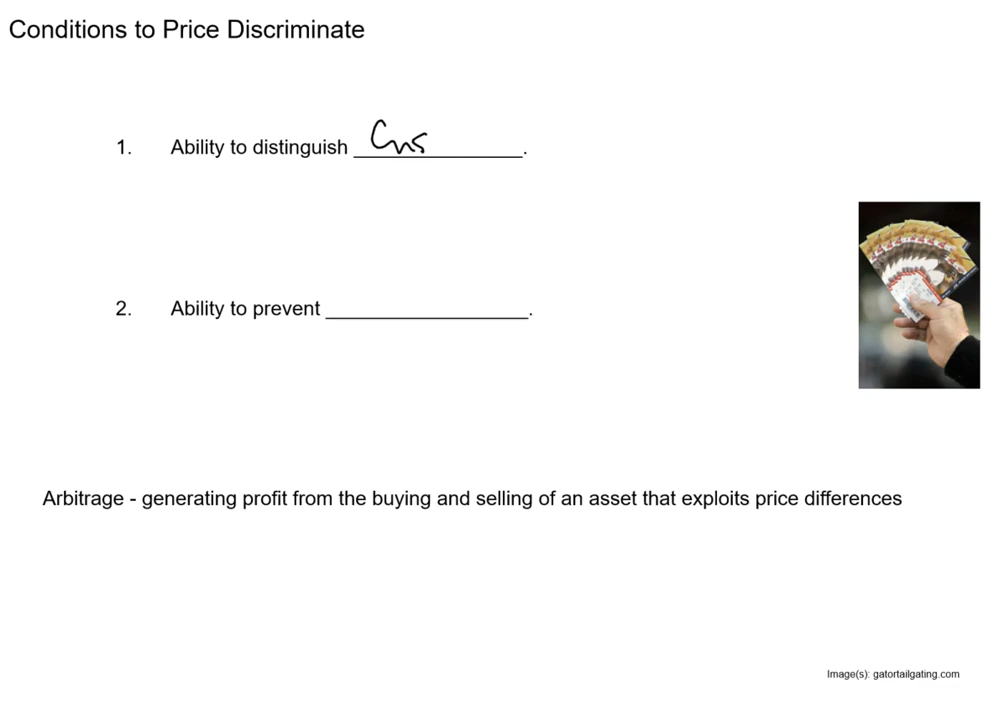 Conditions to Price Discriminate
1. Ability to distinguish Cns.
2. Ability to prevent __________________.
Arbitrage - generating profit from the buying and selling of an asset that exploits price differences
Image(s): gatortailgating.com